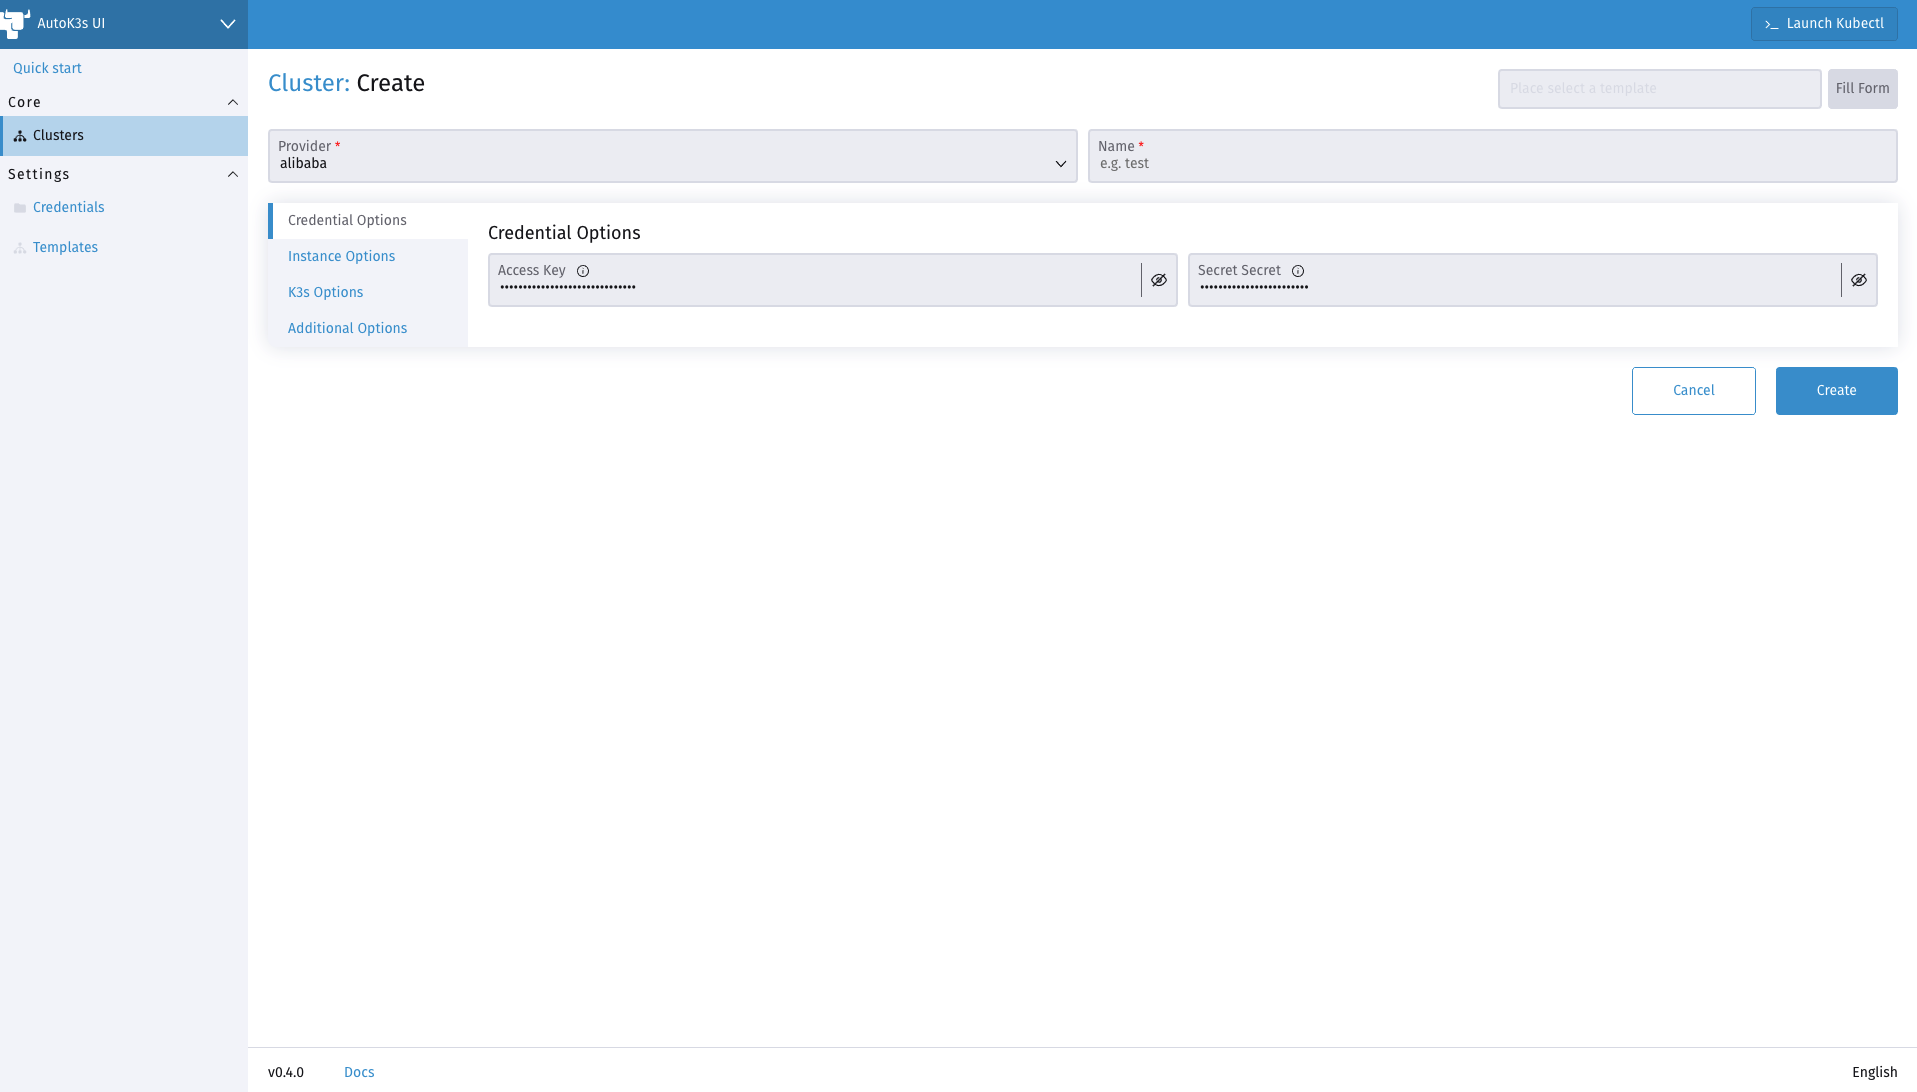 AutoK3s UI
Launch Kubectl
Quick start
Core
Clusters
Settings
Credentials
Templates
Cluster: Create
Place select a template
Fill Form
Provider *
alibaba
Name *
e.g. test
Credential Options
Instance Options
K3s Options
Additional Options
Credential Options
Access Key
••••••••••••••••••••••••••••••
Secret Secret
••••••••••••••••••••••••
Cancel
Create
v0.4.0
Docs
English